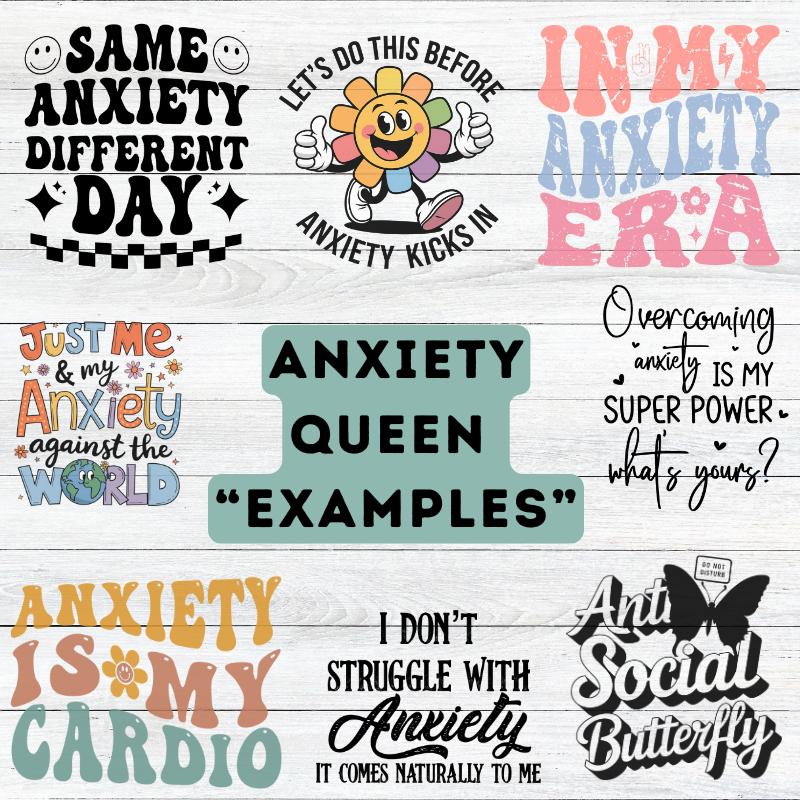 SAME
ANXIETY
DIFFERENT
DAY
LET'S DO THIS BEFORE
ANXIETY KICKS IN
IN MY
ANXIETY
ERA
JUST ME
& my
Anxiety
against the
WORLD
ANXIETY
QUEEN
“EXAMPLES”
Overcoming
anxiety IS MY
SUPER POWER
what's yours?
ANXIETY
IS MY
CARDIO
I DON'T
STRUGGLE WITH
Anxiety
IT COMES NATURALLY TO ME
DO NOT
DISTURB
Anti
Social
Butterfly